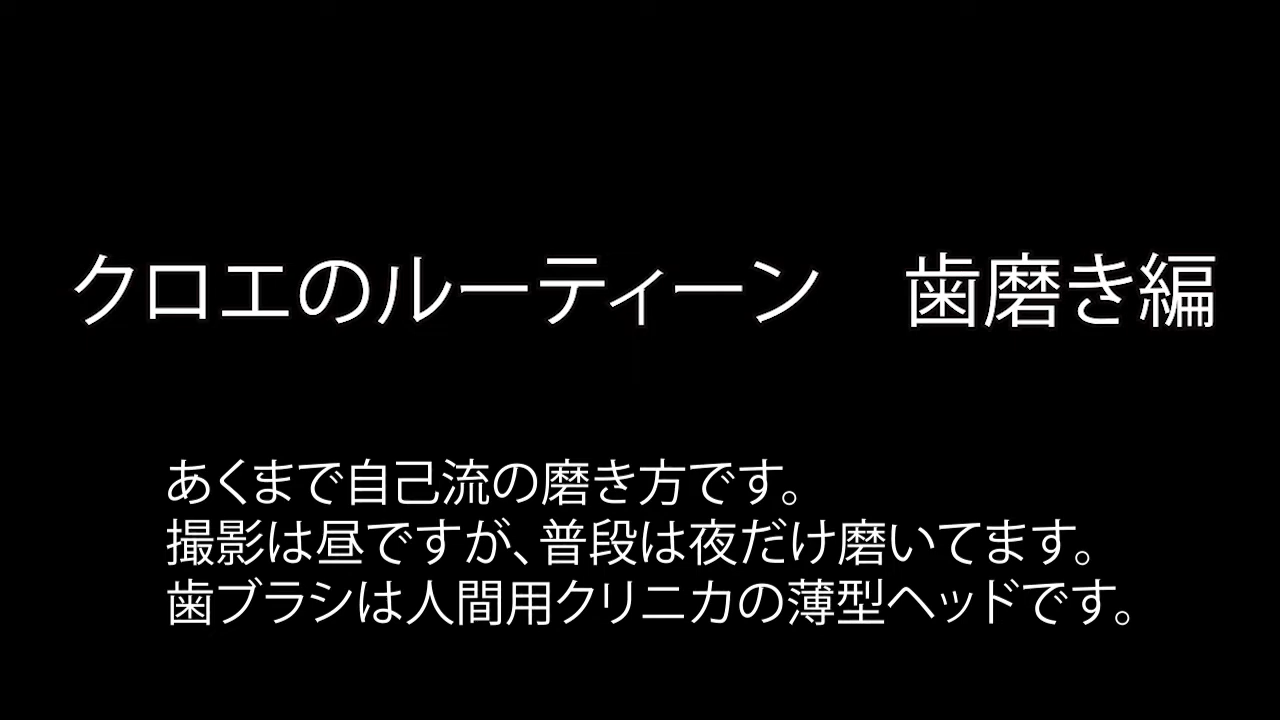 クロエのルーティーン　歯磨き編
あくまで自己流の磨き方です。
撮影は昼ですが、普段は夜だけ磨いてます。
歯ブラシは人間用クリニカの薄型ヘッドです。